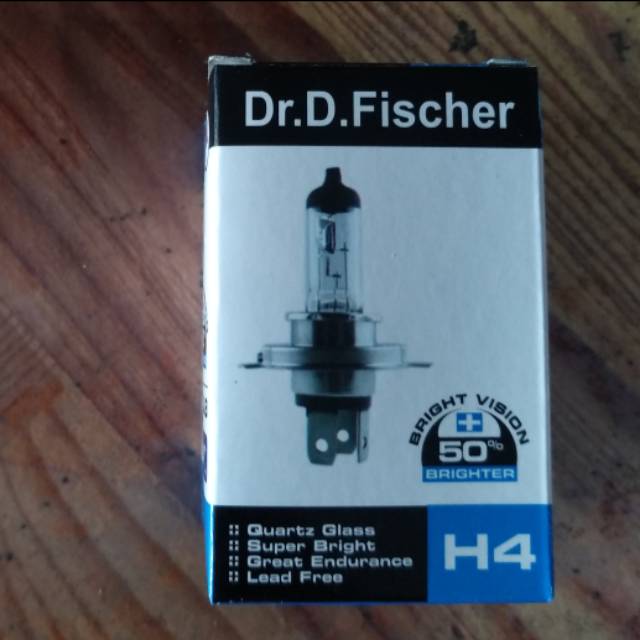 Dr.D.Fischer
BRIGHT VISION
50%
BRIGHTER
Quartz Glass
Super Bright
Great Endurance
Lead Free
H4